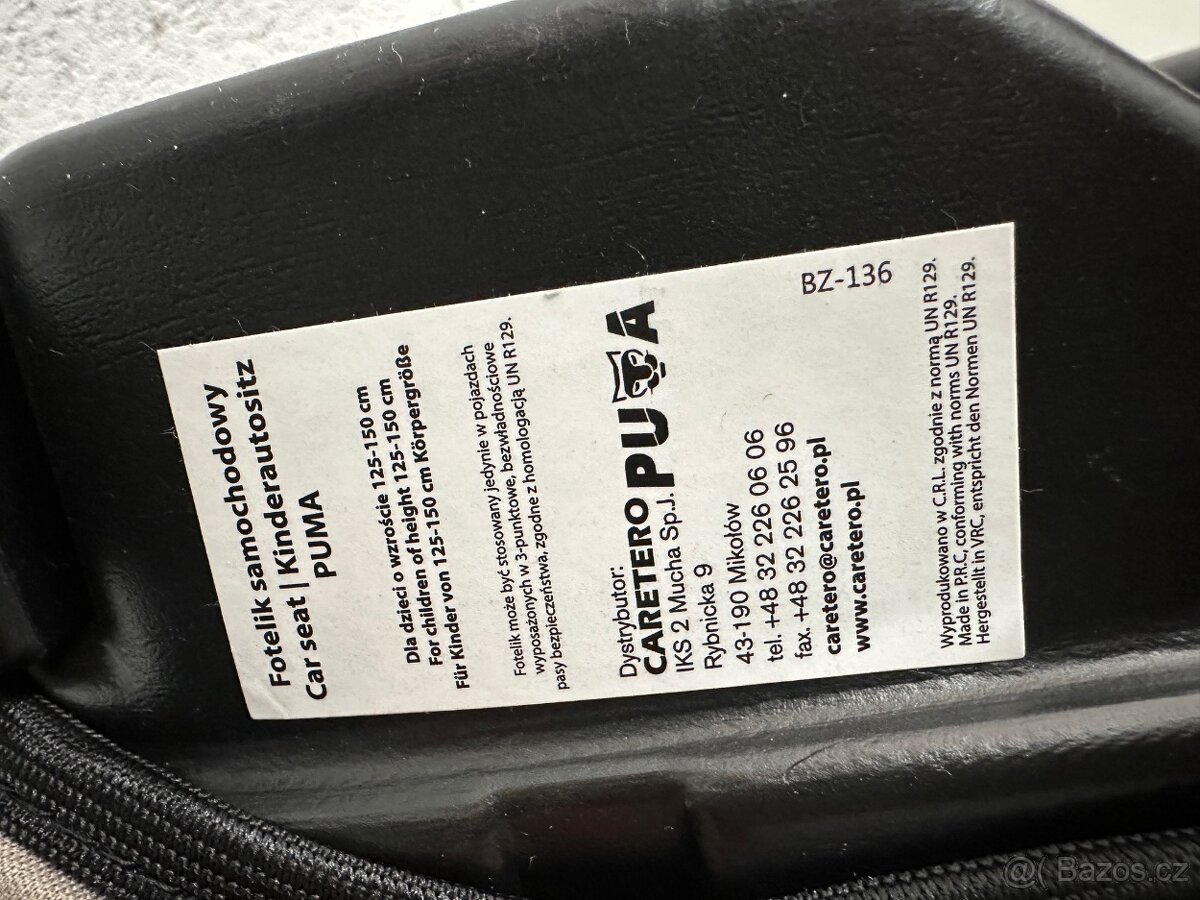 Fotelik samochodowy
Car seat | Kinderautositz
PUMA
Dla dzieci o wzroście 125-150 cm
For children of height 125-150 cm
Für Kinder von 125-150 cm Körpergröße
Fotelik może być stosowany jedynie w pojazdach
wyposażonych w 3-punktowe, bezwładnościowe
pasy bezpieczeństwa, zgodne z homologacją UN R129.
Dystrybutor:
CARETERO
PUMA
IKS 2 Mucha Sp.J.
Rybnicka 9
43-190 Mikołów
tel. +48 32 226 06 06
fax. +48 32 226 25 96
caretero@caretero.pl
www.caretero.pl
BZ-136
Wyprodukowano w C.R.L. zgodnie z normą UN R129.
Made in P.R.C, conforming with norms UN R129.
Hergestellt in VRC, entspricht den Normen UN R129.
@( Bazos.cz